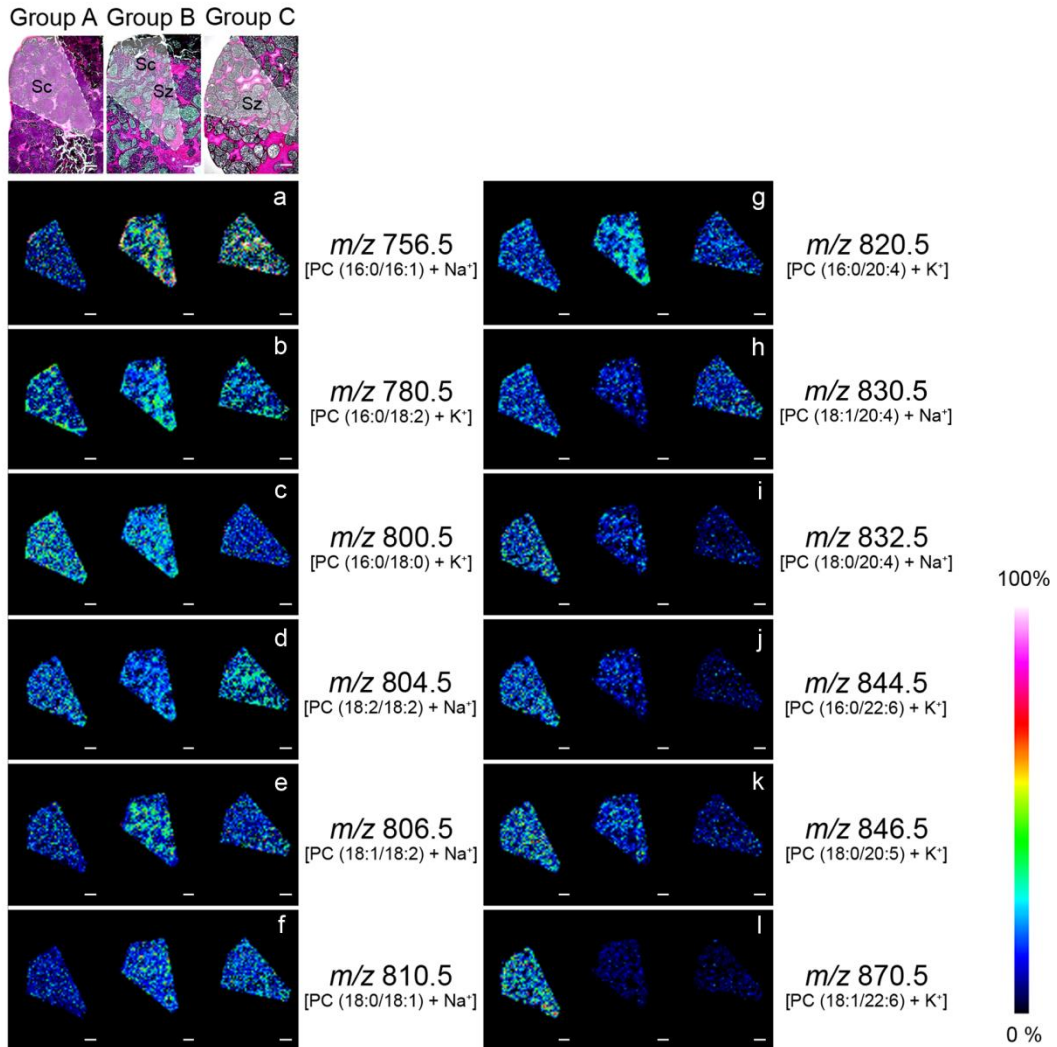 Group A Group B Group C
Sc
Sc
Sz
Sz
a
m/z 756.5
[PC (16:0/16:1) + Na⁺]
b
m/z 780.5
[PC (16:0/18:2) + K⁺]
c
m/z 800.5
[PC (16:0/18:0) + K⁺]
d
m/z 804.5
[PC (18:2/18:2) + Na⁺]
e
m/z 806.5
[PC (18:1/18:2) + Na⁺]
f
m/z 810.5
[PC (18:0/18:1) + Na⁺]
g
m/z 820.5
[PC (16:0/20:4) + K⁺]
h
m/z 830.5
[PC (18:1/20:4) + Na⁺]
i
m/z 832.5
[PC (18:0/20:4) + Na⁺]
j
m/z 844.5
[PC (16:0/22:6) + K⁺]
k
m/z 846.5
[PC (18:0/20:5) + K⁺]
l
m/z 870.5
[PC (18:1/22:6) + K⁺]
100%
0 %